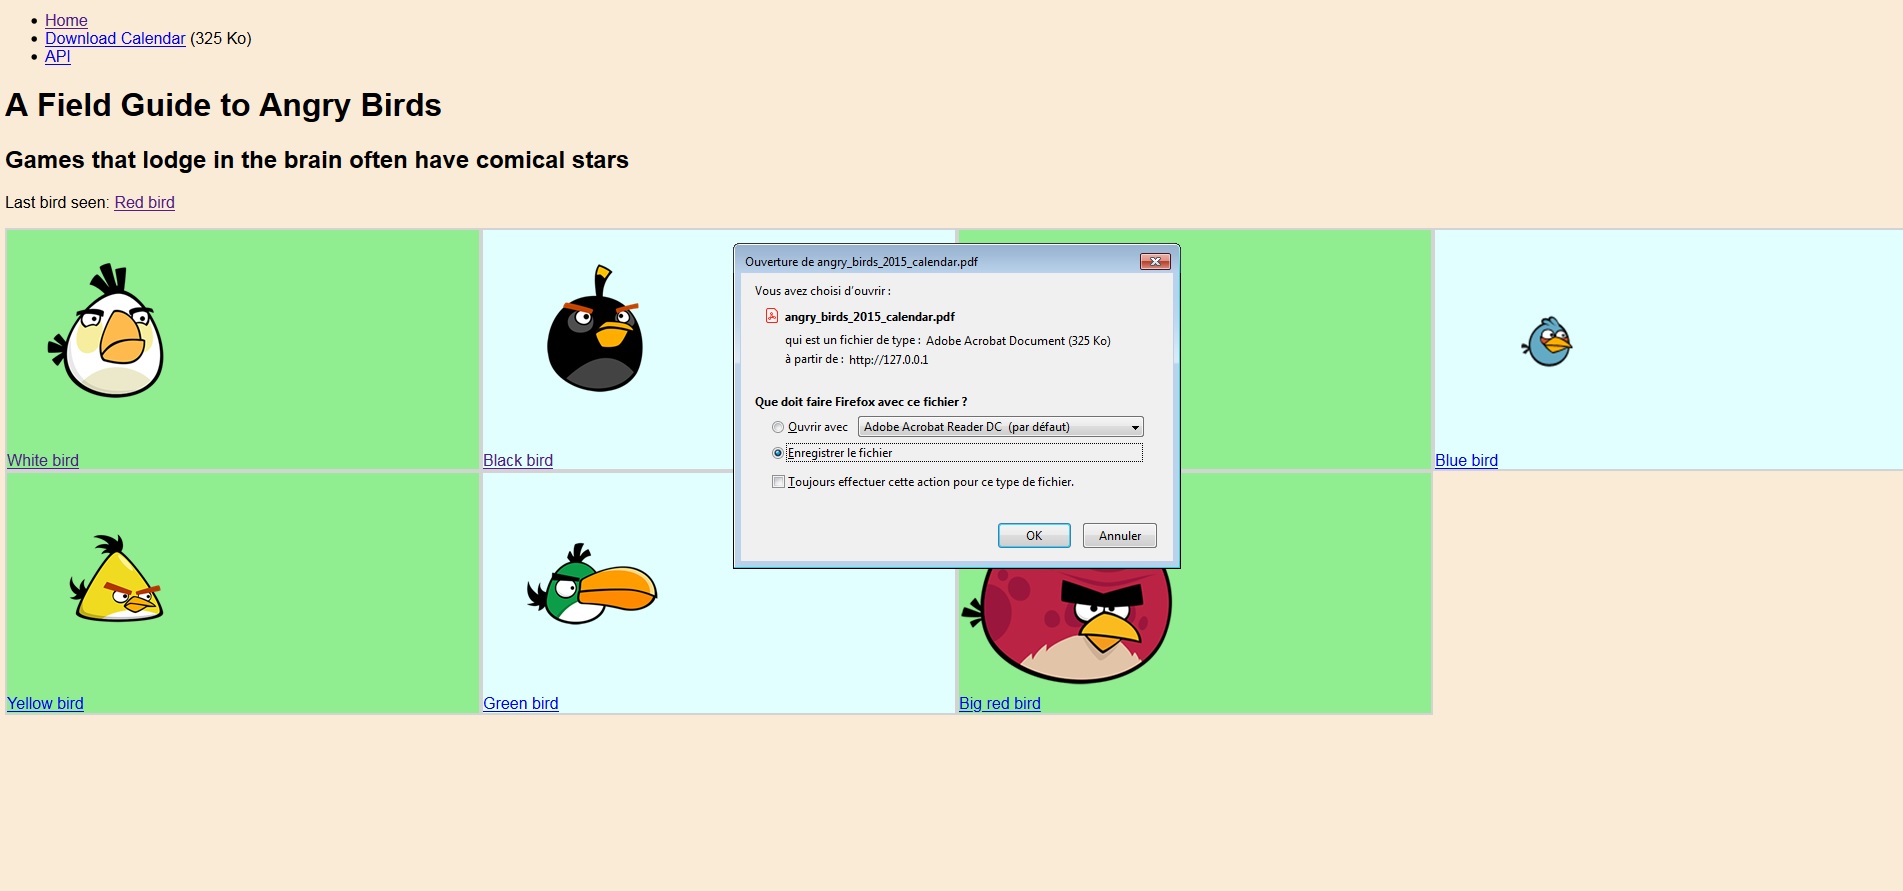 Home
Download Calendar (325 Ko)
API
A Field Guide to Angry Birds
Games that lodge in the brain often have comical stars
Last bird seen: Red bird
Ouverture de angry_birds_2015_calendar.pdf
Vous avez choisi d'ouvrir :
angry_birds_2015_calendar.pdf
qui est un fichier de type : Adobe Acrobat Document (325 Ko)
à partir de : http://127.0.0.1
Que doit faire Firefox avec ce fichier ?
Ouvrir avec Adobe Acrobat Reader DC (par défaut)
Enregistrer le fichier
Toujours effectuer cette action pour ce type de fichier.
OK Annuler
White bird Black bird Blue bird
Yellow bird Green bird Big red bird